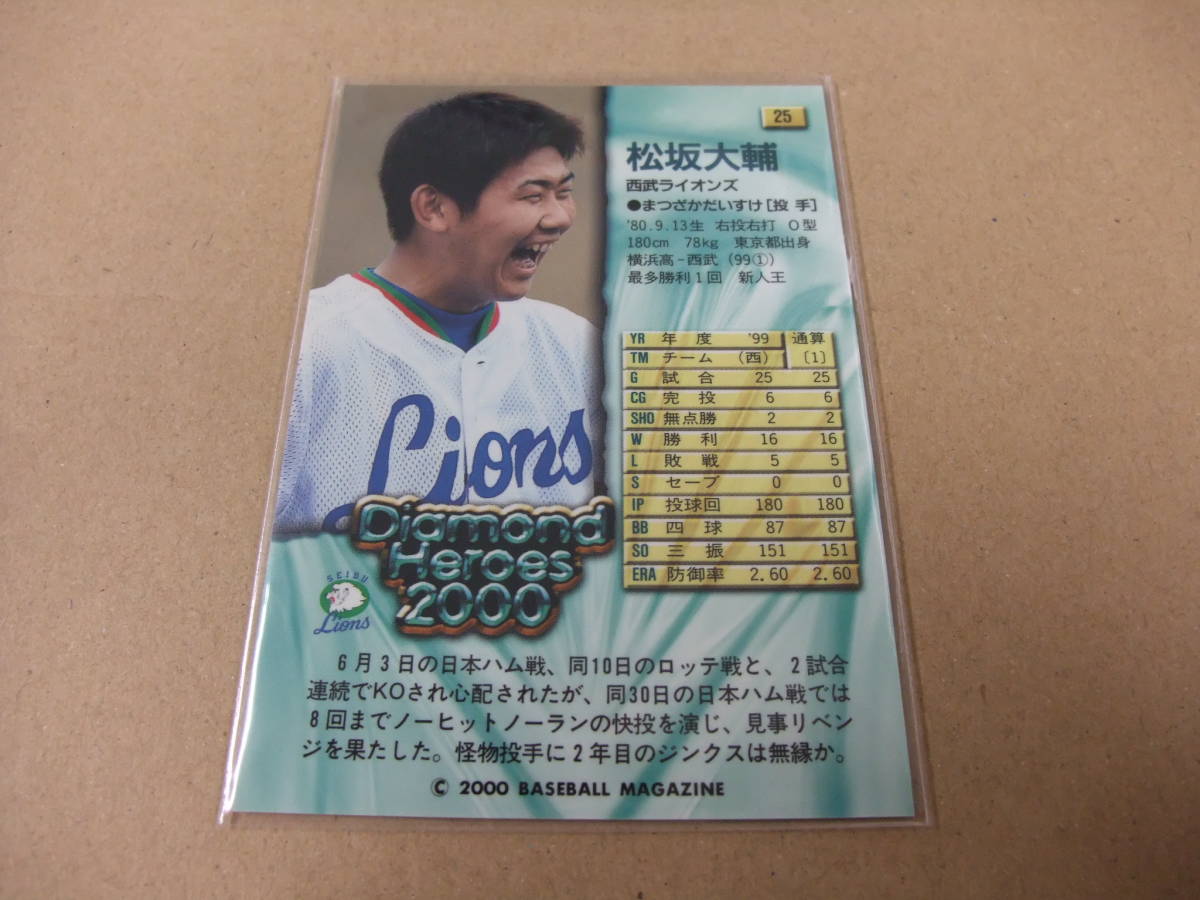 25
松坂大輔
西武ライオンズ
●まつざかだいすけ［投 手］
'80.9.13生 右投右打 O型
180cm 78kg 東京都出身
横浜高－西武（99①）
最多勝利1回 新人王
YR 年 度 '99 通算
TM チーム （西） 〔1〕
G 試 合 25 25
CG 完 投 6 6
SHO 無点勝 2 2
W 勝 利 16 16
L 敗 戦 5 5
S セーブ 0 0
IP 投球回 180 180
BB 四 球 87 87
SO 三 振 151 151
ERA 防御率 2.60 2.60
Lions
Diamond
Heroes
2000
SEIBU
Lions
6月3日の日本ハム戦、同10日のロッテ戦と、2試合
連続でKOされ心配されたが、同30日の日本ハム戦では
8回までノーヒットノーランの快投を演じ、見事リベン
ジを果たした。怪物投手に2年目のジンクスは無縁か。
© 2000 BASEBALL MAGAZINE